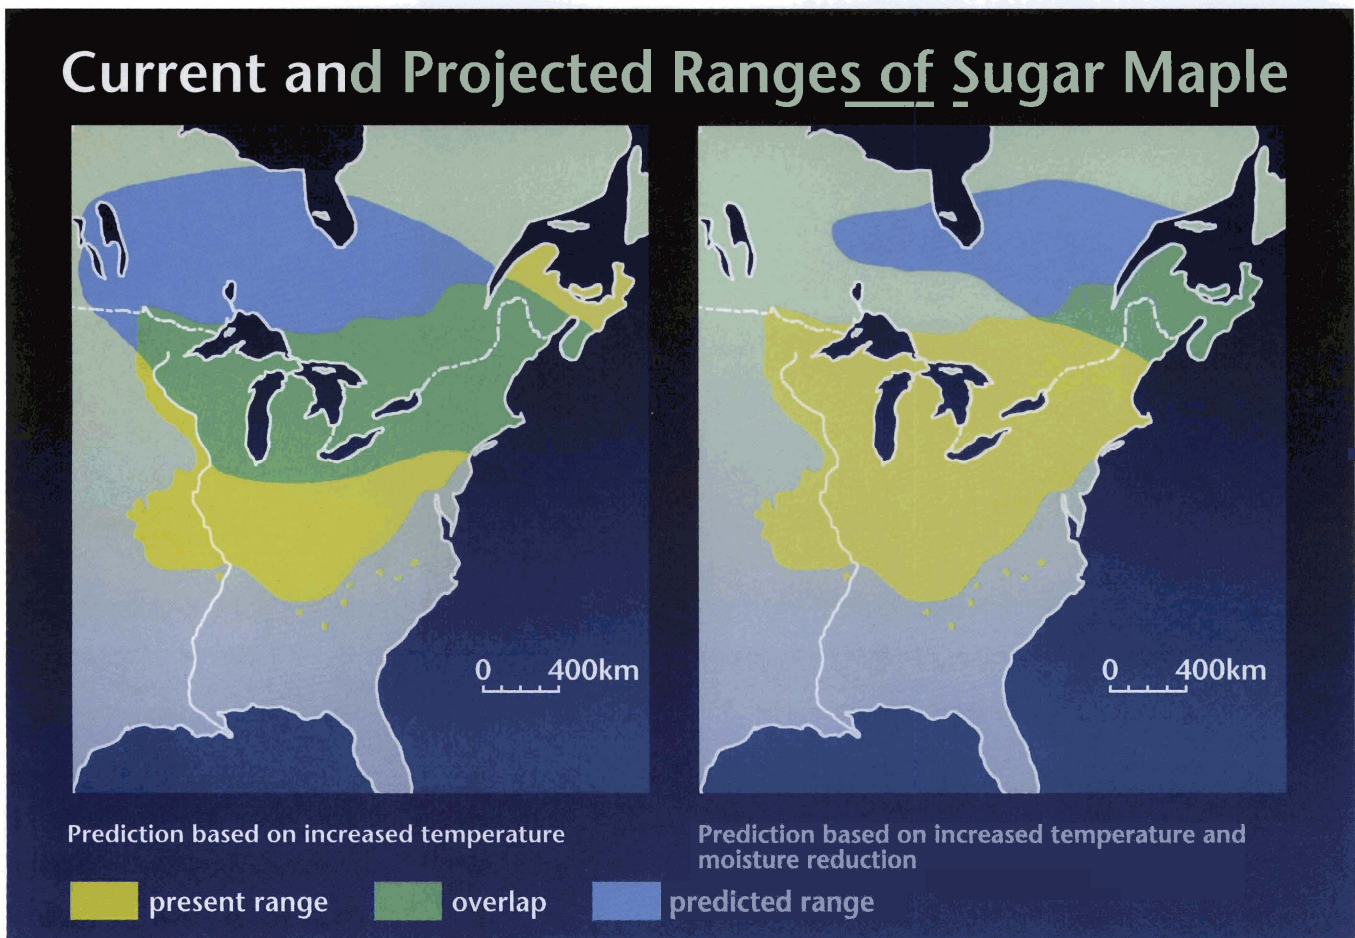 Current and Projected Ranges of Sugar Maple
0 400km
0 400km
Prediction based on increased temperature
Prediction based on increased temperature and
moisture reduction
present range
overlap
predicted range